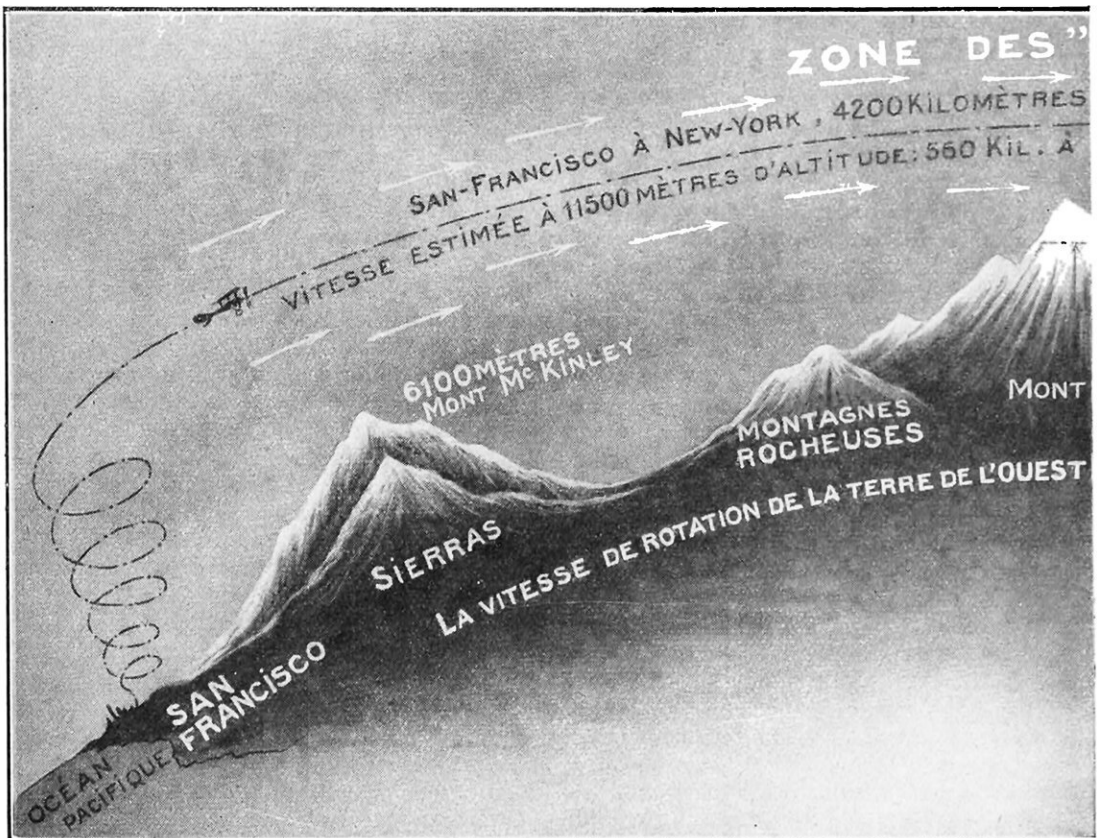 ZONE DES "
SAN-FRANCISCO À NEW-YORK, 4200 KILOMÈTRES
VITESSE ESTIMÉE À 11500 MÈTRES D'ALTITUDE: 560 KIL. À
6100 MÈTRES
MONT MC KINLEY
MONT
MONTAGNES
ROCHEUSES
SIERRAS
LA VITESSE DE ROTATION DE LA TERRE DE L'OUEST
SAN
FRANCISCO
OCÉAN
PACIFIQUE